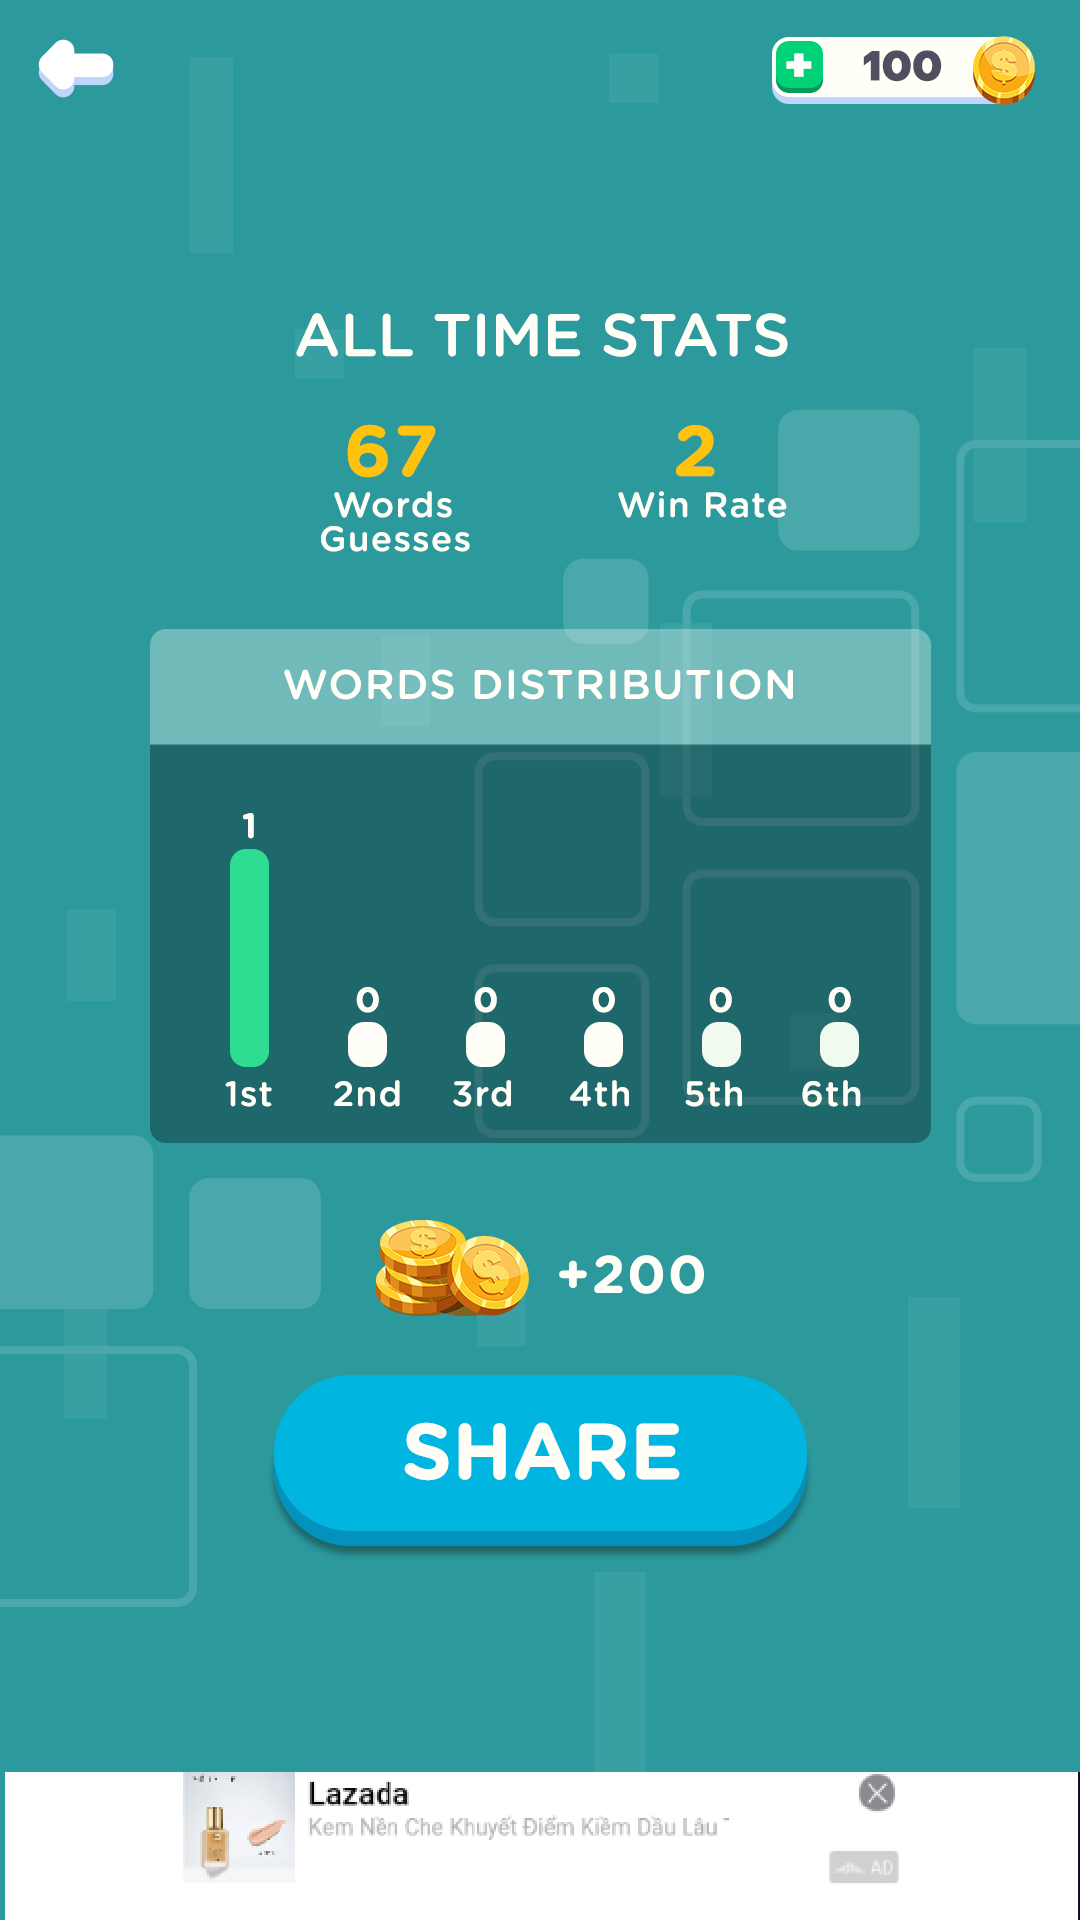 100
ALL TIME STATS
67
Words
Guesses
2
Win Rate
WORDS DISTRIBUTION
1
0 0 0 0 0
1st 2nd 3rd 4th 5th 6th
+200
SHARE
Lazada
Kem Nền Che Khuyết Điểm Kiềm Dầu Lâu
AD